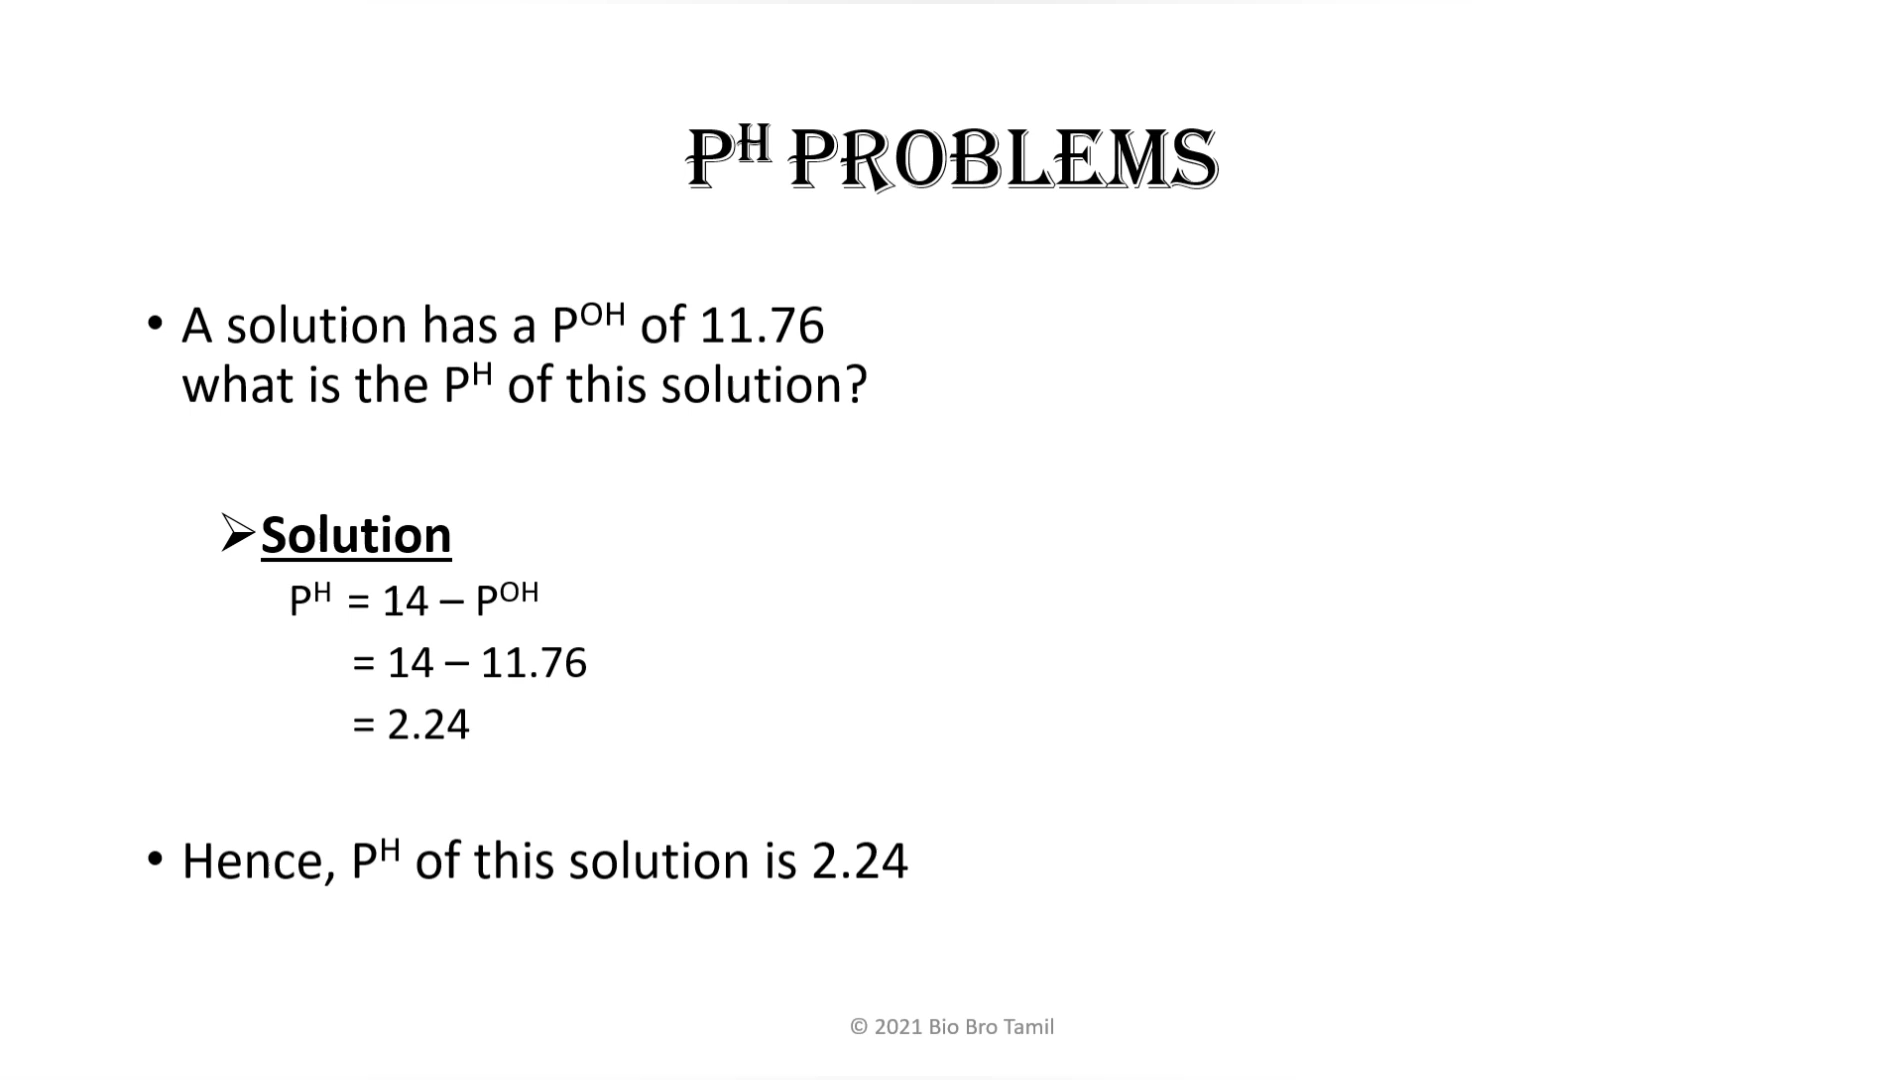 Pᴴ PROBLEMS
• A solution has a Pᴼᴴ of 11.76
what is the Pᴴ of this solution?
➢Solution
Pᴴ = 14 – Pᴼᴴ
= 14 – 11.76
= 2.24
• Hence, Pᴴ of this solution is 2.24
© 2021 Bio Bro Tamil